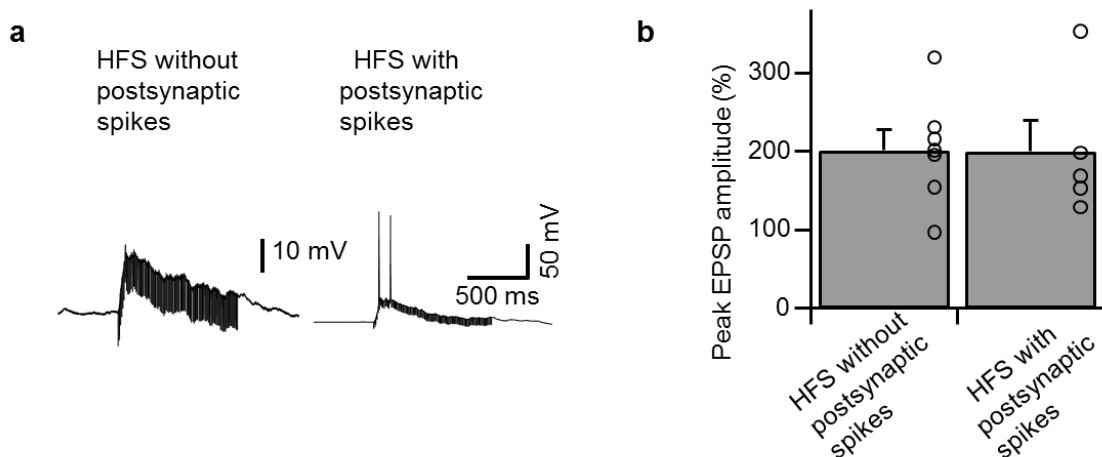 a
HFS without
postsynaptic
spikes
HFS with
postsynaptic
spikes
10 mV
50 mV
500 ms
b
Peak EPSP amplitude (%)
300
200
100
0
HFS without
postsynaptic
spikes
HFS with
postsynaptic
spikes